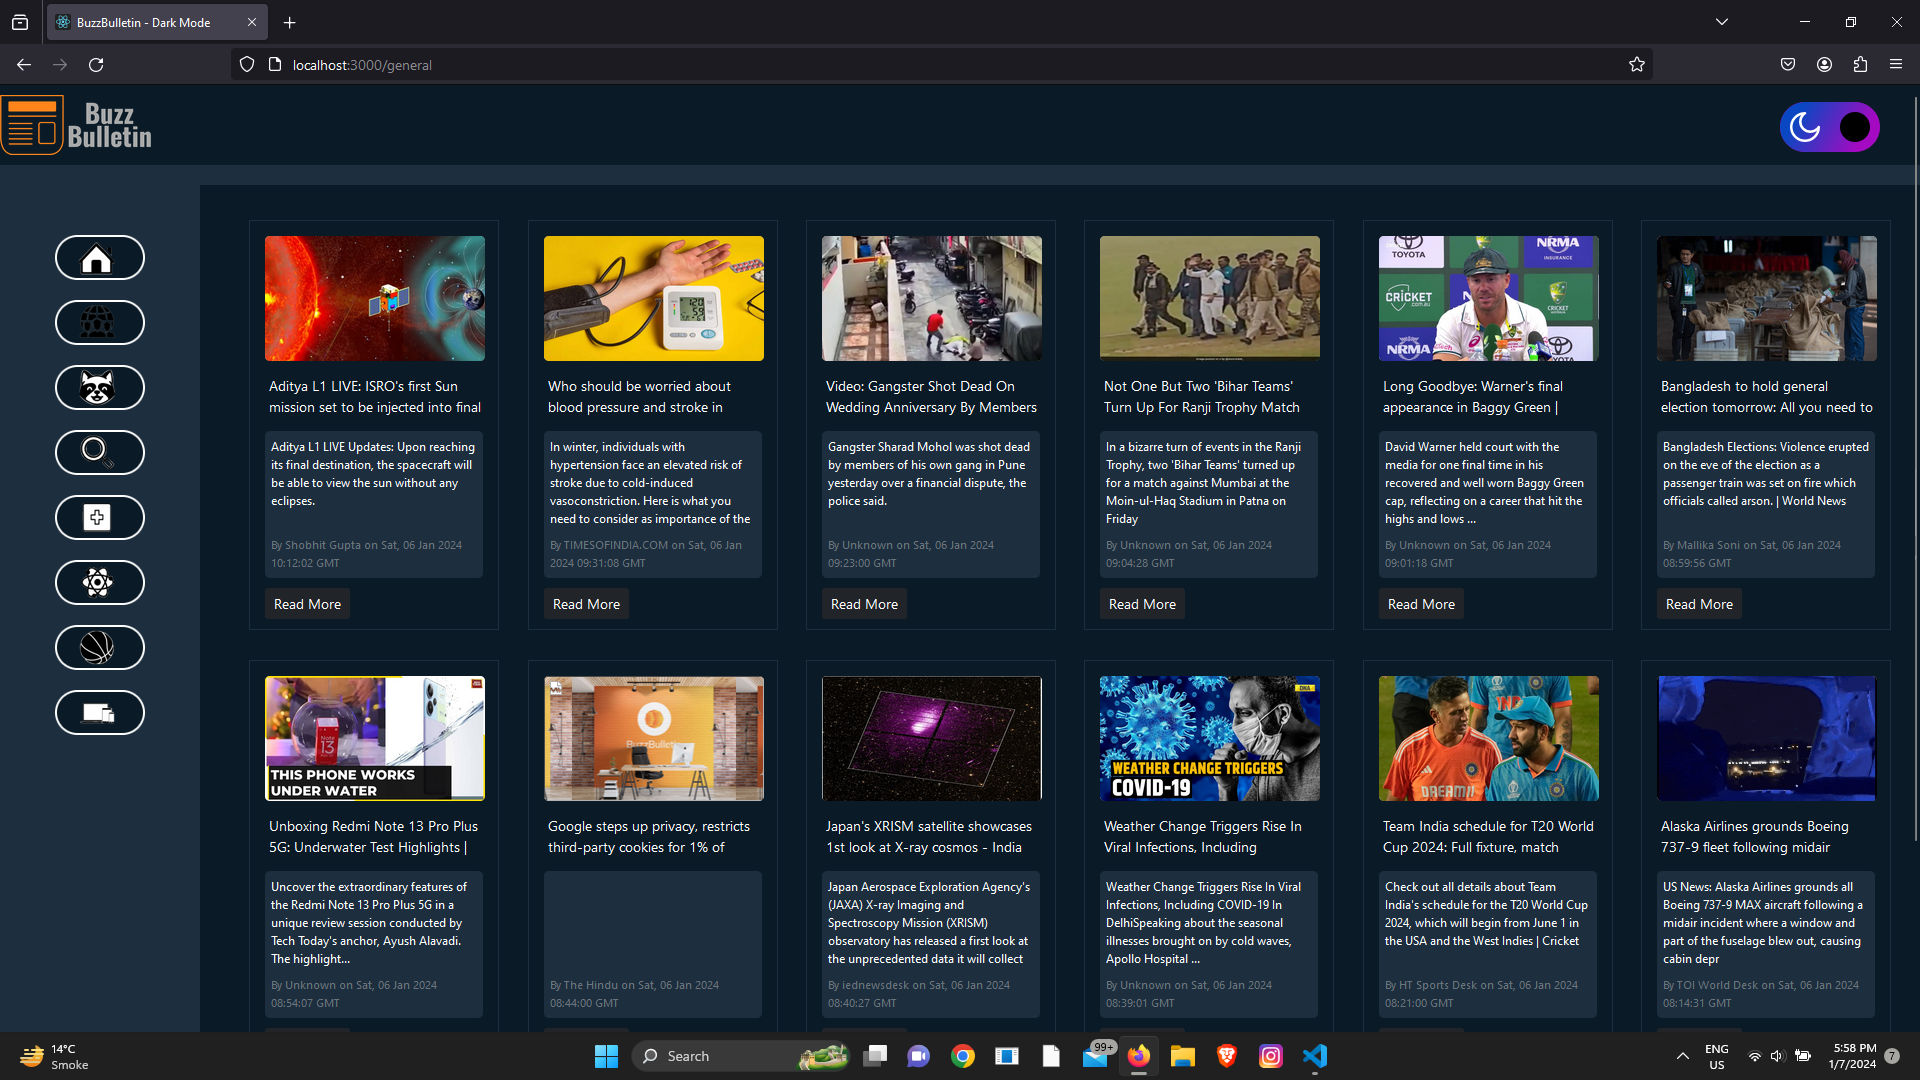 BuzzBulletin - Dark Mode
localhost:3000/general
Buzz
Bulletin
TOYOTA
NRMA
INSURANCE
CRICKET
NRMA
TOYOTA
Aditya L1 LIVE: ISRO's first Sun
mission set to be injected into final
Aditya L1 LIVE Updates: Upon reaching
its final destination, the spacecraft will
be able to view the sun without any
eclipses.
By Shobhit Gupta on Sat, 06 Jan 2024
10:12:02 GMT
Read More
Who should be worried about
blood pressure and stroke in
In winter, individuals with
hypertension face an elevated risk of
stroke due to cold-induced
vasoconstriction. Here is what you
need to consider as importance of the
By TIMESOFINDIA.COM on Sat, 06 Jan
2024 09:31:08 GMT
Read More
Video: Gangster Shot Dead On
Wedding Anniversary By Members
Gangster Sharad Mohol was shot dead
by members of his own gang in Pune
yesterday over a financial dispute, the
police said.
By Unknown on Sat, 06 Jan 2024
09:23:00 GMT
Read More
Not One But Two 'Bihar Teams'
Turn Up For Ranji Trophy Match
In a bizarre turn of events in the Ranji
Trophy, two 'Bihar Teams' turned up
for a match against Mumbai at the
Moin-ul-Haq Stadium in Patna on
Friday
By Unknown on Sat, 06 Jan 2024
09:04:28 GMT
Read More
Long Goodbye: Warner's final
appearance in Baggy Green |
David Warner held court with the
media for one final time in his
recovered and well worn Baggy Green
cap, reflecting on a career that hit the
highs and lows ...
By Unknown on Sat, 06 Jan 2024
09:01:18 GMT
Read More
Bangladesh to hold general
election tomorrow: All you need to
Bangladesh Elections: Violence erupted
on the eve of the election as a
passenger train was set on fire which
officials called arson. | World News
By Mallika Soni on Sat, 06 Jan 2024
08:59:56 GMT
Read More
Note
13
THIS PHONE WORKS
UNDER WATER
Unboxing Redmi Note 13 Pro Plus
5G: Underwater Test Highlights |
Uncover the extraordinary features of
the Redmi Note 13 Pro Plus 5G in a
unique review session conducted by
Tech Today's anchor, Ayush Alavadi.
The highlight...
By Unknown on Sat, 06 Jan 2024
08:54:07 GMT
BuzzBulletin
Google steps up privacy, restricts
third-party cookies for 1% of
By The Hindu on Sat, 06 Jan 2024
08:44:00 GMT
Japan's XRISM satellite showcases
1st look at X-ray cosmos - India
Japan Aerospace Exploration Agency's
(JAXA) X-ray Imaging and
Spectroscopy Mission (XRISM)
observatory has released a first look at
the unprecedented data it will collect
By iednewsdesk on Sat, 06 Jan 2024
08:40:27 GMT
DNA
WEATHER CHANGE TRIGGERS
COVID-19
Weather Change Triggers Rise In
Viral Infections, Including
Weather Change Triggers Rise In Viral
Infections, Including COVID-19 In
DelhiSpeaking about the seasonal
illnesses brought on by cold waves,
Apollo Hospital ...
By Unknown on Sat, 06 Jan 2024
08:39:01 GMT
DREAM11
Team India schedule for T20 World
Cup 2024: Full fixture, match
Check out all details about Team
India's schedule for the T20 World Cup
2024, which will begin from June 1 in
the USA and the West Indies | Cricket
By HT Sports Desk on Sat, 06 Jan 2024
08:21:00 GMT
Alaska Airlines grounds Boeing
737-9 fleet following midair
US News: Alaska Airlines grounds all
Boeing 737-9 MAX aircraft following a
midair incident where a window and
part of the fuselage blew out, causing
cabin depr
By TOI World Desk on Sat, 06 Jan 2024
08:14:31 GMT
14°C
Smoke
Search
99+
ENG
US
5:58 PM
1/7/2024
7